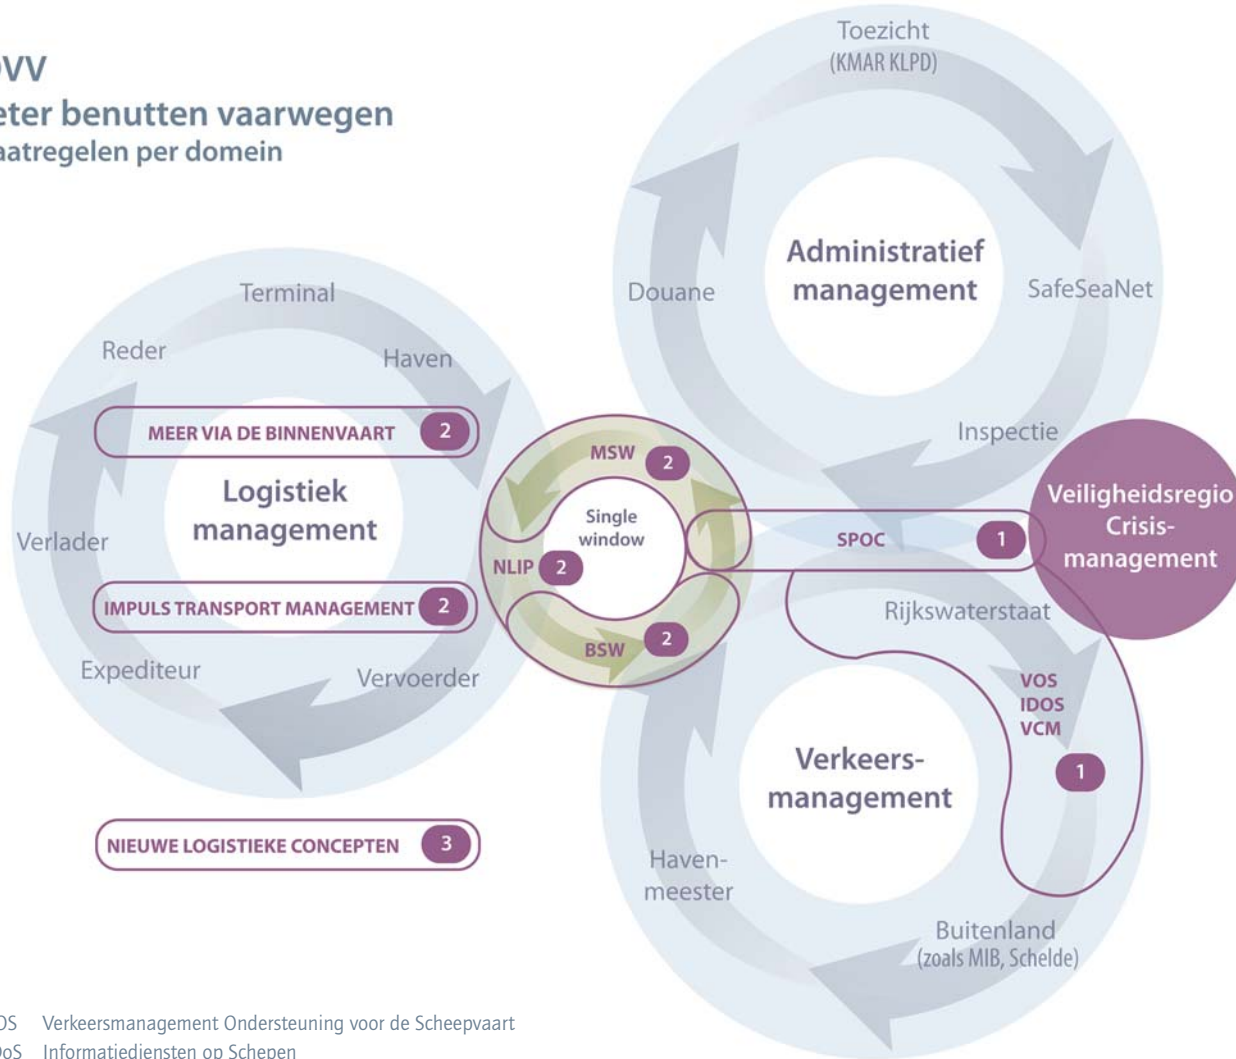 VV
eter benutten vaarwegen
aatregelen per domein
Toezicht
(KMAR KLPD)
Administratief
management
Douane
SafeSeaNet
Inspectie
Terminal
Reder
Haven
MEER VIA DE BINNENVAART 2
Logistiek
management
Verlader
IMPULS TRANSPORT MANAGEMENT 2
Expediteur
Vervoerder
NIEUWE LOGISTIEKE CONCEPTEN 3
MSW 2
Single
window
NLIP 2
BSW 2
SPOC 1
Veiligheidsregio
Crisis-
management
Rijkswaterstaat
VOS
IDOS
VCM
1
Verkeers-
management
Haven-
meester
Buitenland
(zoals MIB, Schelde)
OS Verkeersmanagement Ondersteuning voor de Scheepvaart
oS Informatiediensten op Schepen